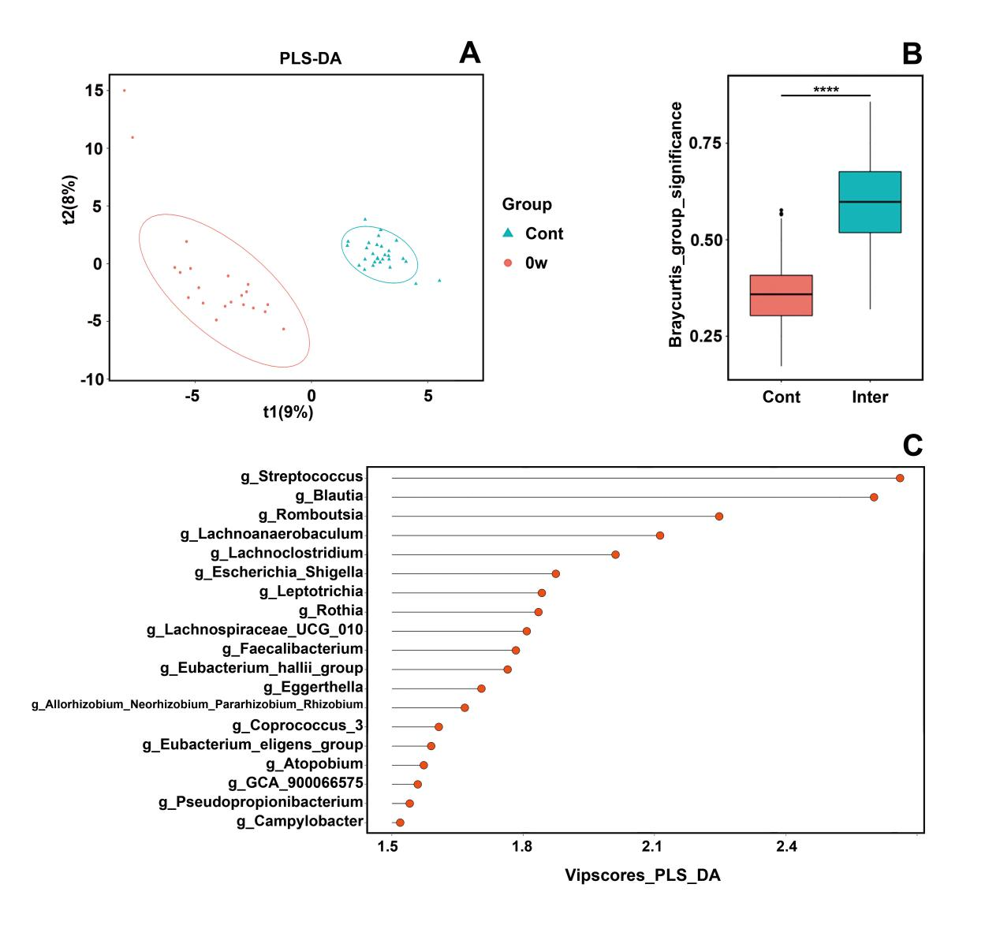 PLS-DA
A
15
10
5
0
-5
-10
t2(8%)
-5 0 5
t1(9%)
Group
Cont
0w
B
****
Braycurtis_group_significance
0.75
0.50
0.25
Cont Inter
C
g_Streptococcus
g_Blautia
g_Romboutsia
g_Lachnoanaerobaculum
g_Lachnoclostridium
g_Escherichia_Shigella
g_Leptotrichia
g_Rothia
g_Lachnospiraceae_UCG_010
g_Faecalibacterium
g_Eubacterium_hallii_group
g_Eggerthella
g_Allorhizobium_Neorhizobium_Pararhizobium_Rhizobium
g_Coprococcus_3
g_Eubacterium_eligens_group
g_Atopobium
g_GCA_900066575
g_Pseudopropionibacterium
g_Campylobacter
1.5 1.8 2.1 2.4
Vipscores_PLS_DA